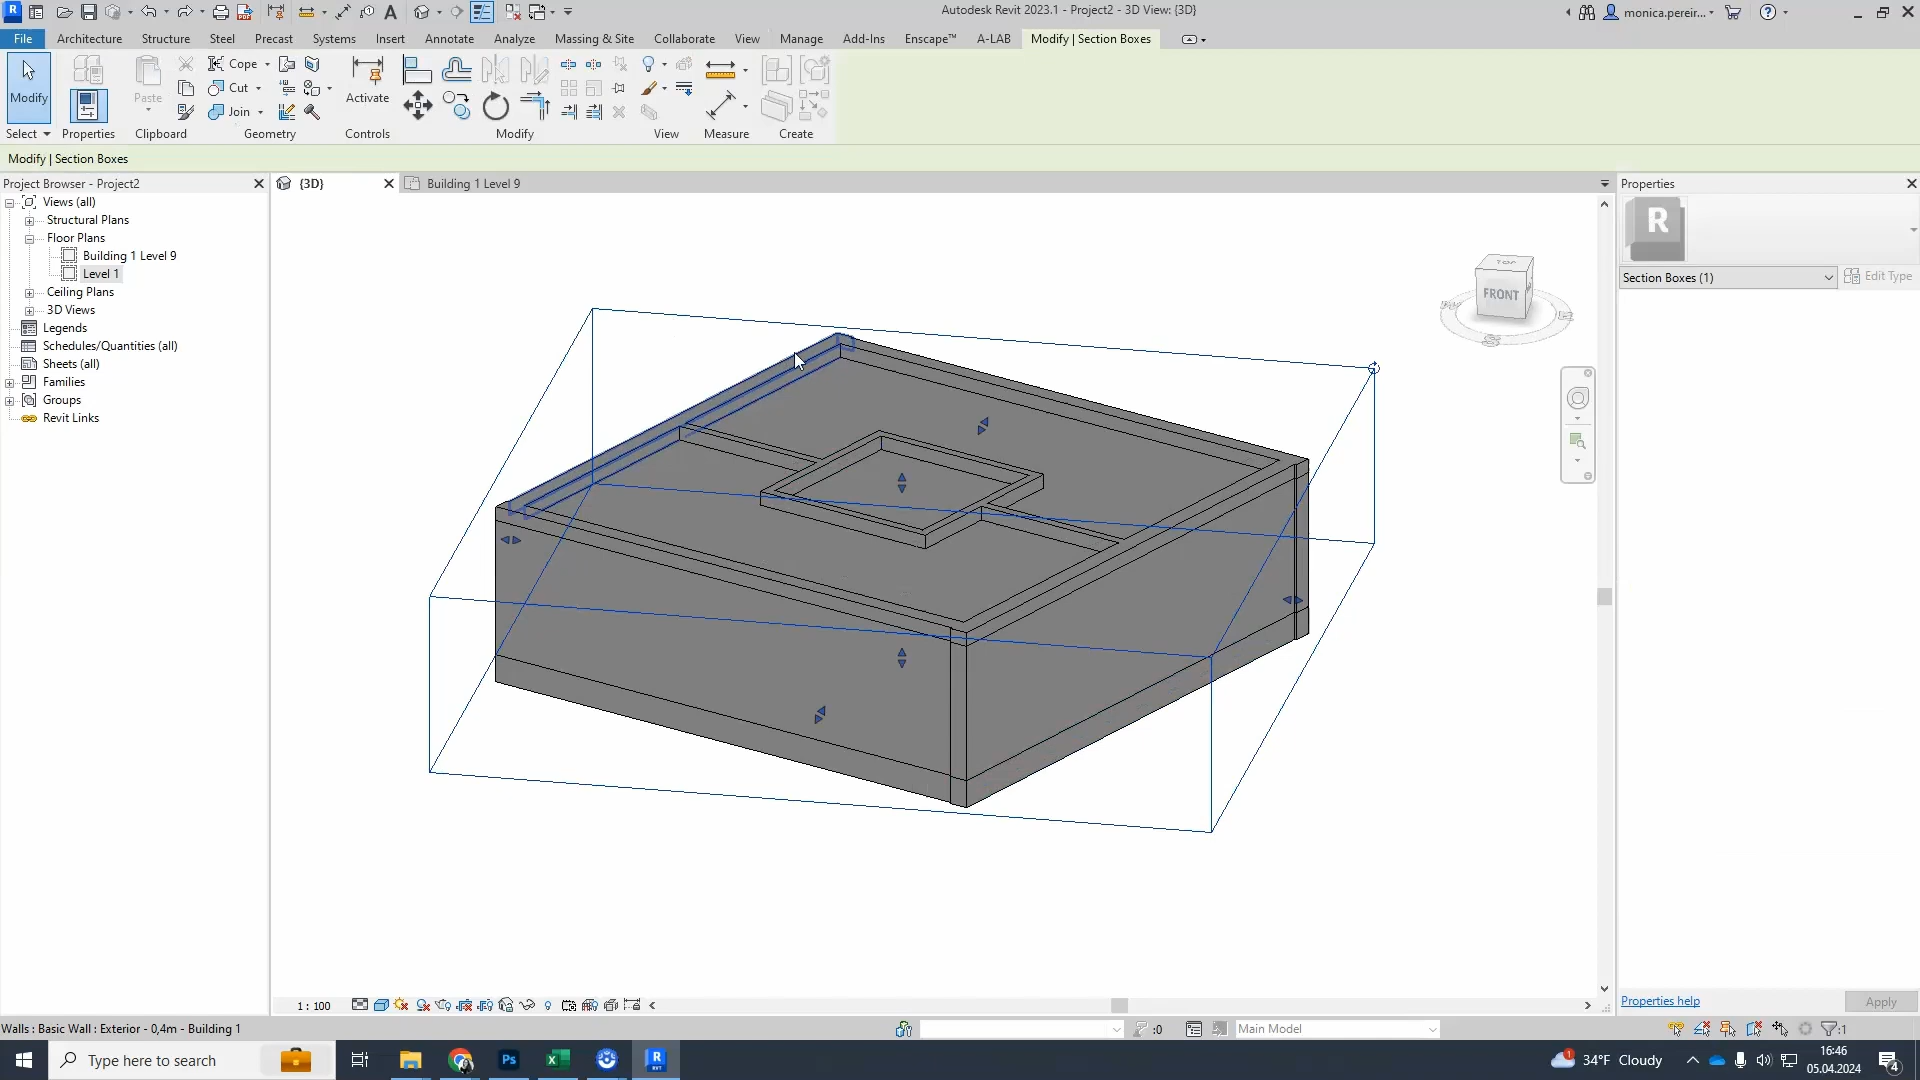 Autodesk Revit 2023.1 - Project2 - 3D View: {3D}
monica.pereir...
File
Architecture
Structure
Steel
Precast
Systems
Insert
Annotate
Analyze
Massing & Site
Collaborate
View
Manage
Add-Ins
Enscape™
A-LAB
Modify | Section Boxes
Modify
Paste
Cope
Cut
Join
Activate
Select
Properties
Clipboard
Geometry
Controls
Modify
View
Measure
Create
Modify | Section Boxes
Project Browser - Project2
{3D}
Building 1 Level 9
Properties
Views (all)
Structural Plans
Floor Plans
Building 1 Level 9
Level 1
Ceiling Plans
3D Views
Legends
Schedules/Quantities (all)
Sheets (all)
Families
Groups
Revit Links
TOP
FRONT
R
Section Boxes (1)
Edit Type
1 : 100
Properties help
Apply
Walls : Basic Wall : Exterior - 0,4m - Building 1
:0
Main Model
:1
Type here to search
Ps
R
RVT
34°F Cloudy
16:46
05.04.2024
4